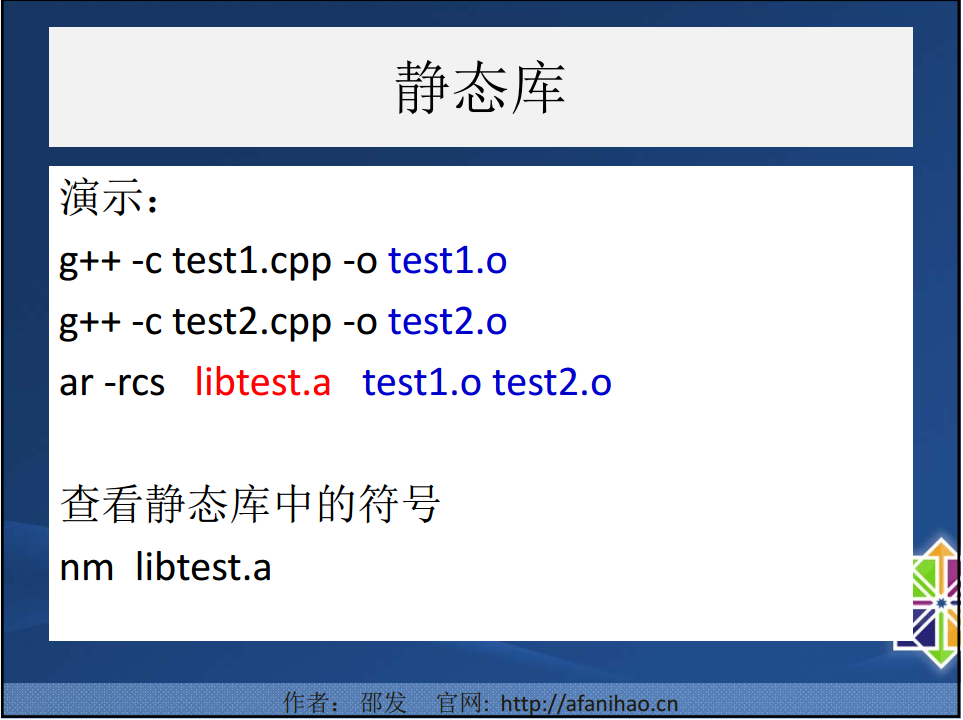 静态库
演示：
g++ -c test1.cpp -o test1.o
g++ -c test2.cpp -o test2.o
ar -rcs libtest.a test1.o test2.o
查看静态库中的符号
nm libtest.a
作者： 邵发 官网: http://afanihao.cn